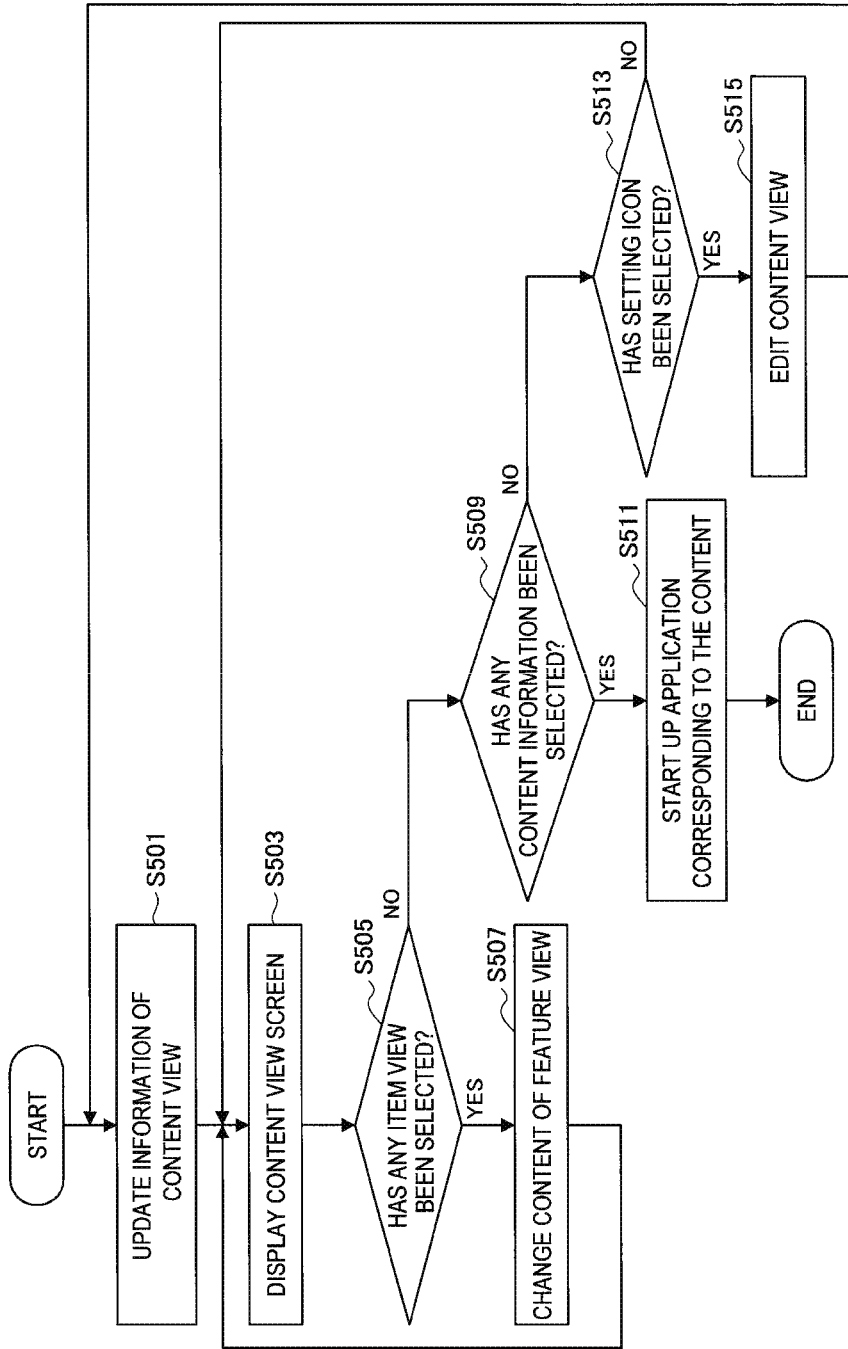 START
S501
UPDATE INFORMATION OF
CONTENT VIEW
S503
DISPLAY CONTENT VIEW SCREEN
S505
HAS ANY ITEM VIEW
BEEN SELECTED?
NO
YES
S507
CHANGE CONTENT OF FEATURE VIEW
S509
HAS ANY
CONTENT INFORMATION BEEN
SELECTED?
NO
YES
S511
START UP APPLICATION
CORRESPONDING TO THE CONTENT
END
S513
HAS SETTING ICON
BEEN SELECTED?
NO
YES
S515
EDIT CONTENT VIEW